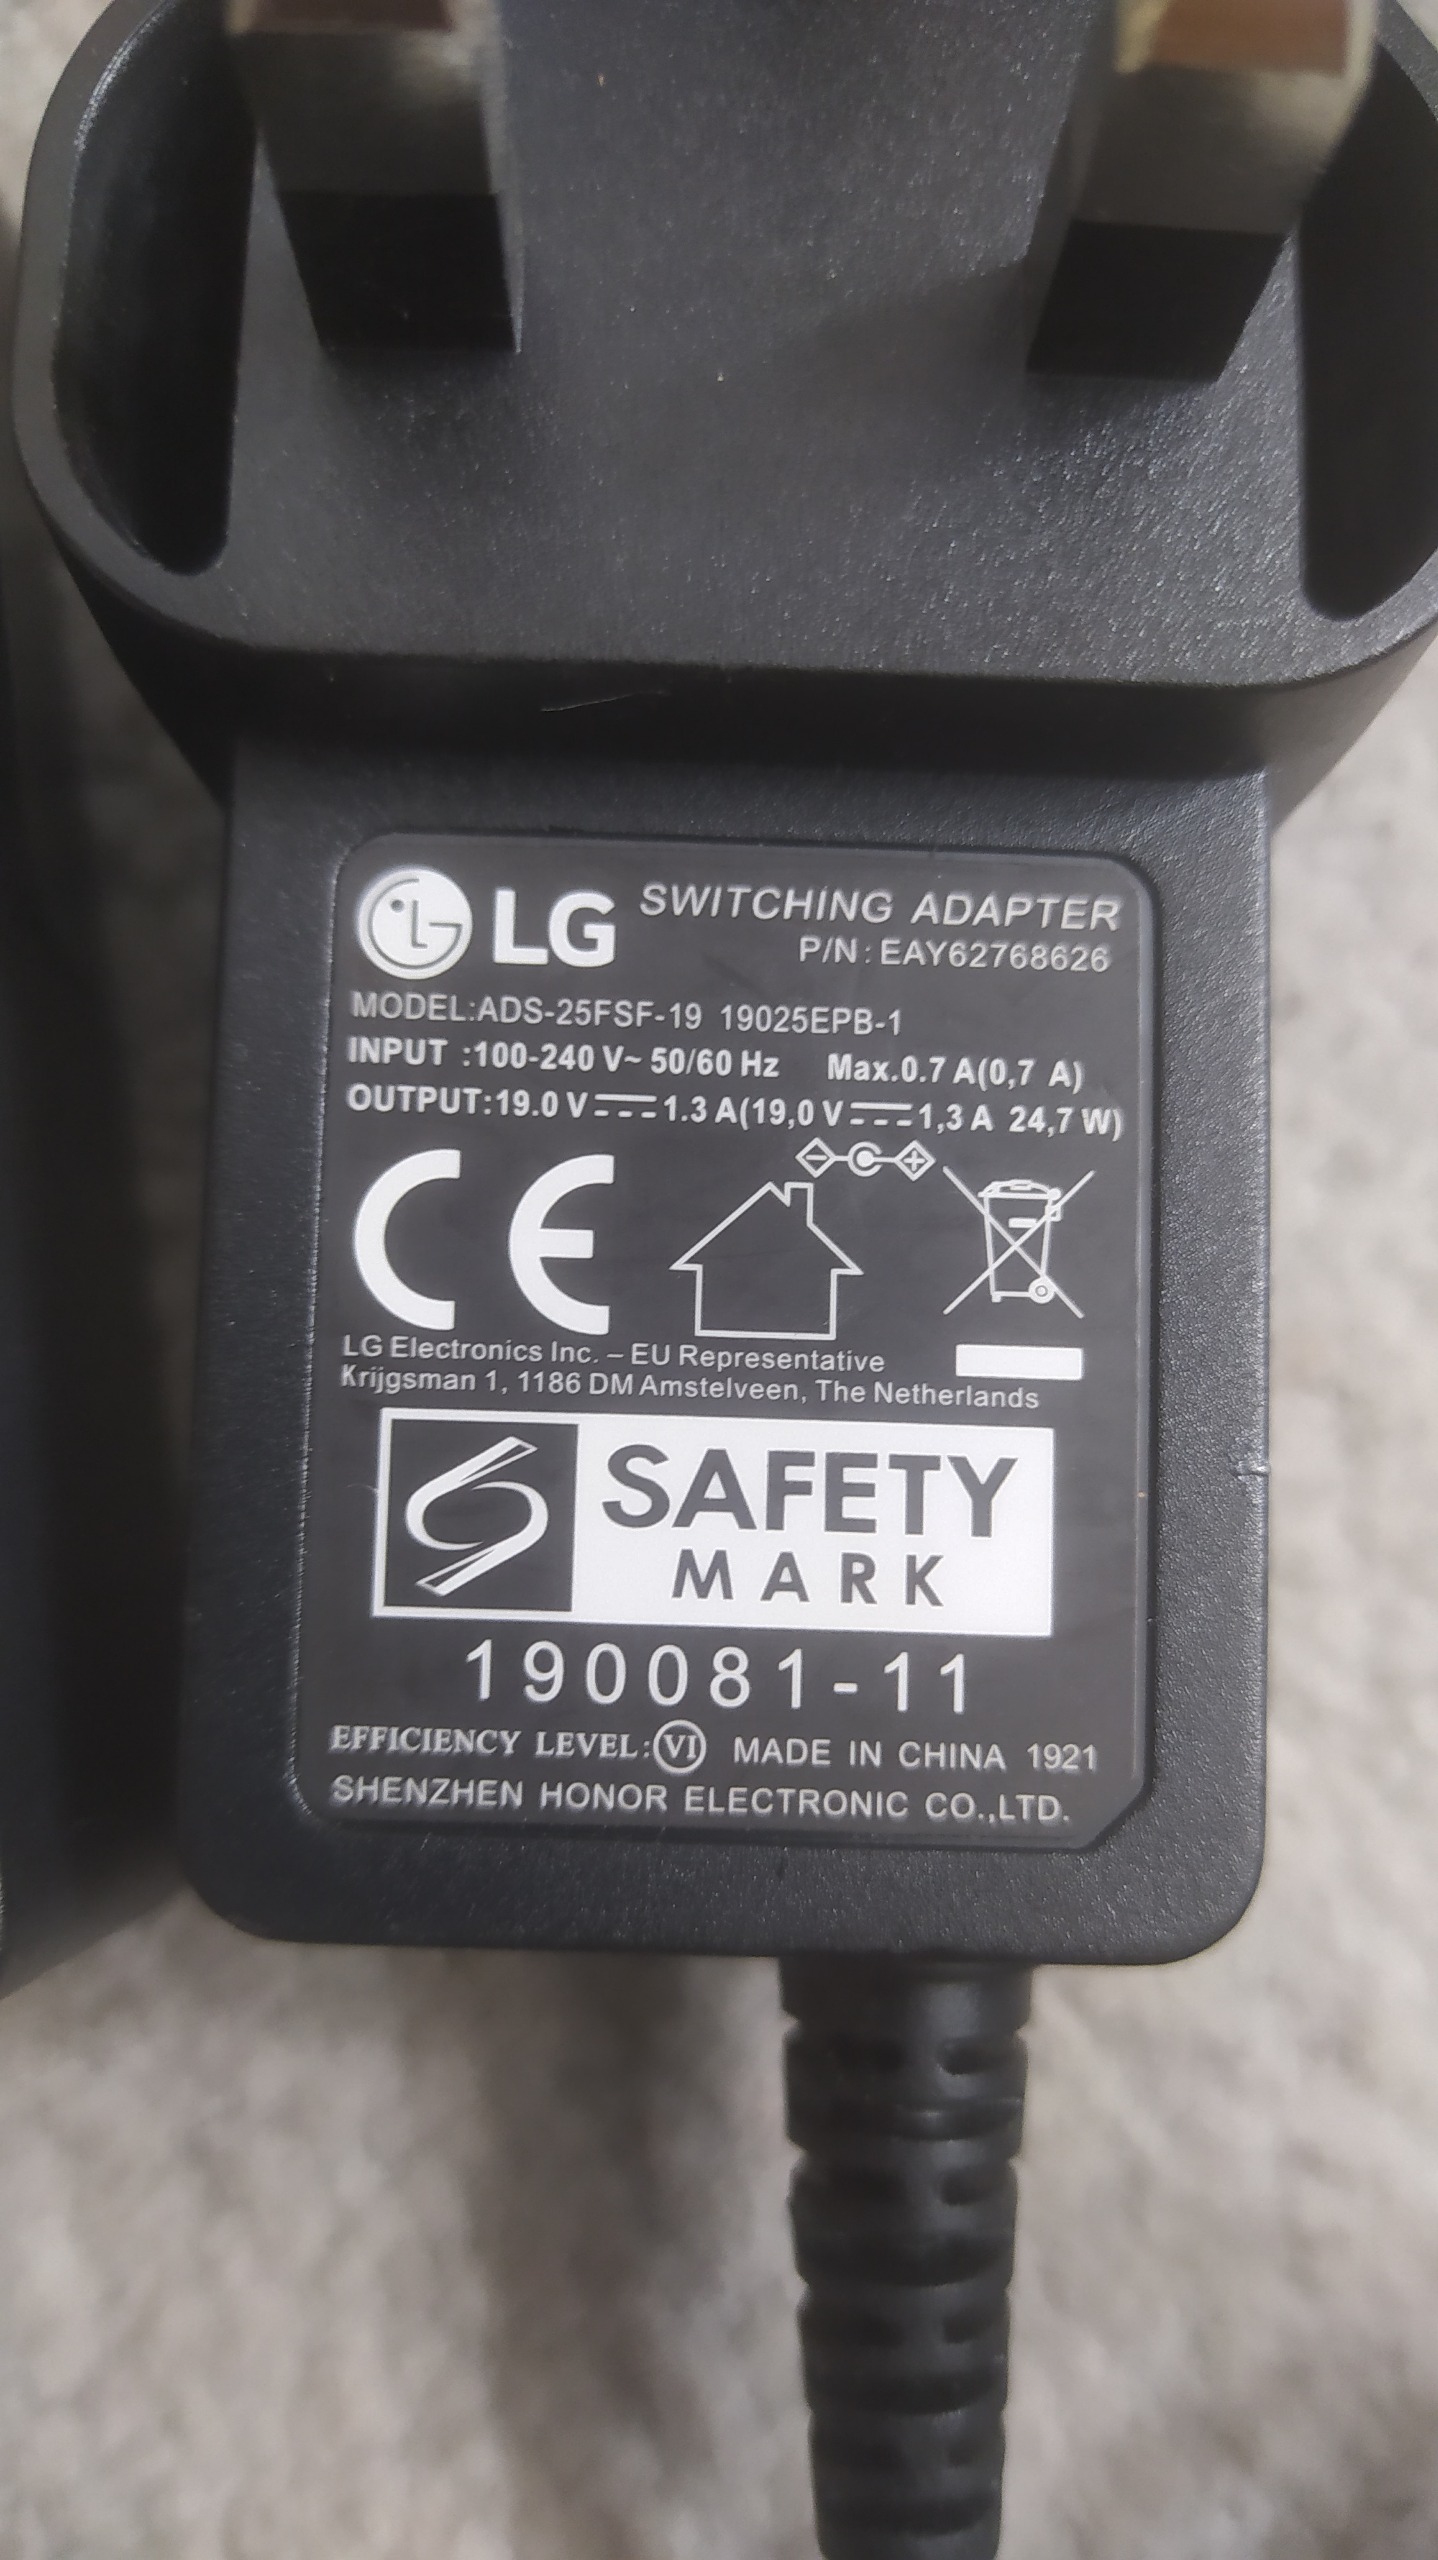 LG SWITCHING ADAPTER
P/N : EAY62768626
MODEL:ADS-25FSF-19 19025EPB-1
INPUT :100-240 V~ 50/60 Hz Max.0.7 A(0,7 A)
OUTPUT:19.0 V⎓1.3 A(19,0 V⎓1,3 A 24,7 W)
CE
LG Electronics Inc. – EU Representative
Krijgsman 1, 1186 DM Amstelveen, The Netherlands
SAFETY
MARK
190081-11
EFFICIENCY LEVEL:VI MADE IN CHINA 1921
SHENZHEN HONOR ELECTRONIC CO.,LTD.